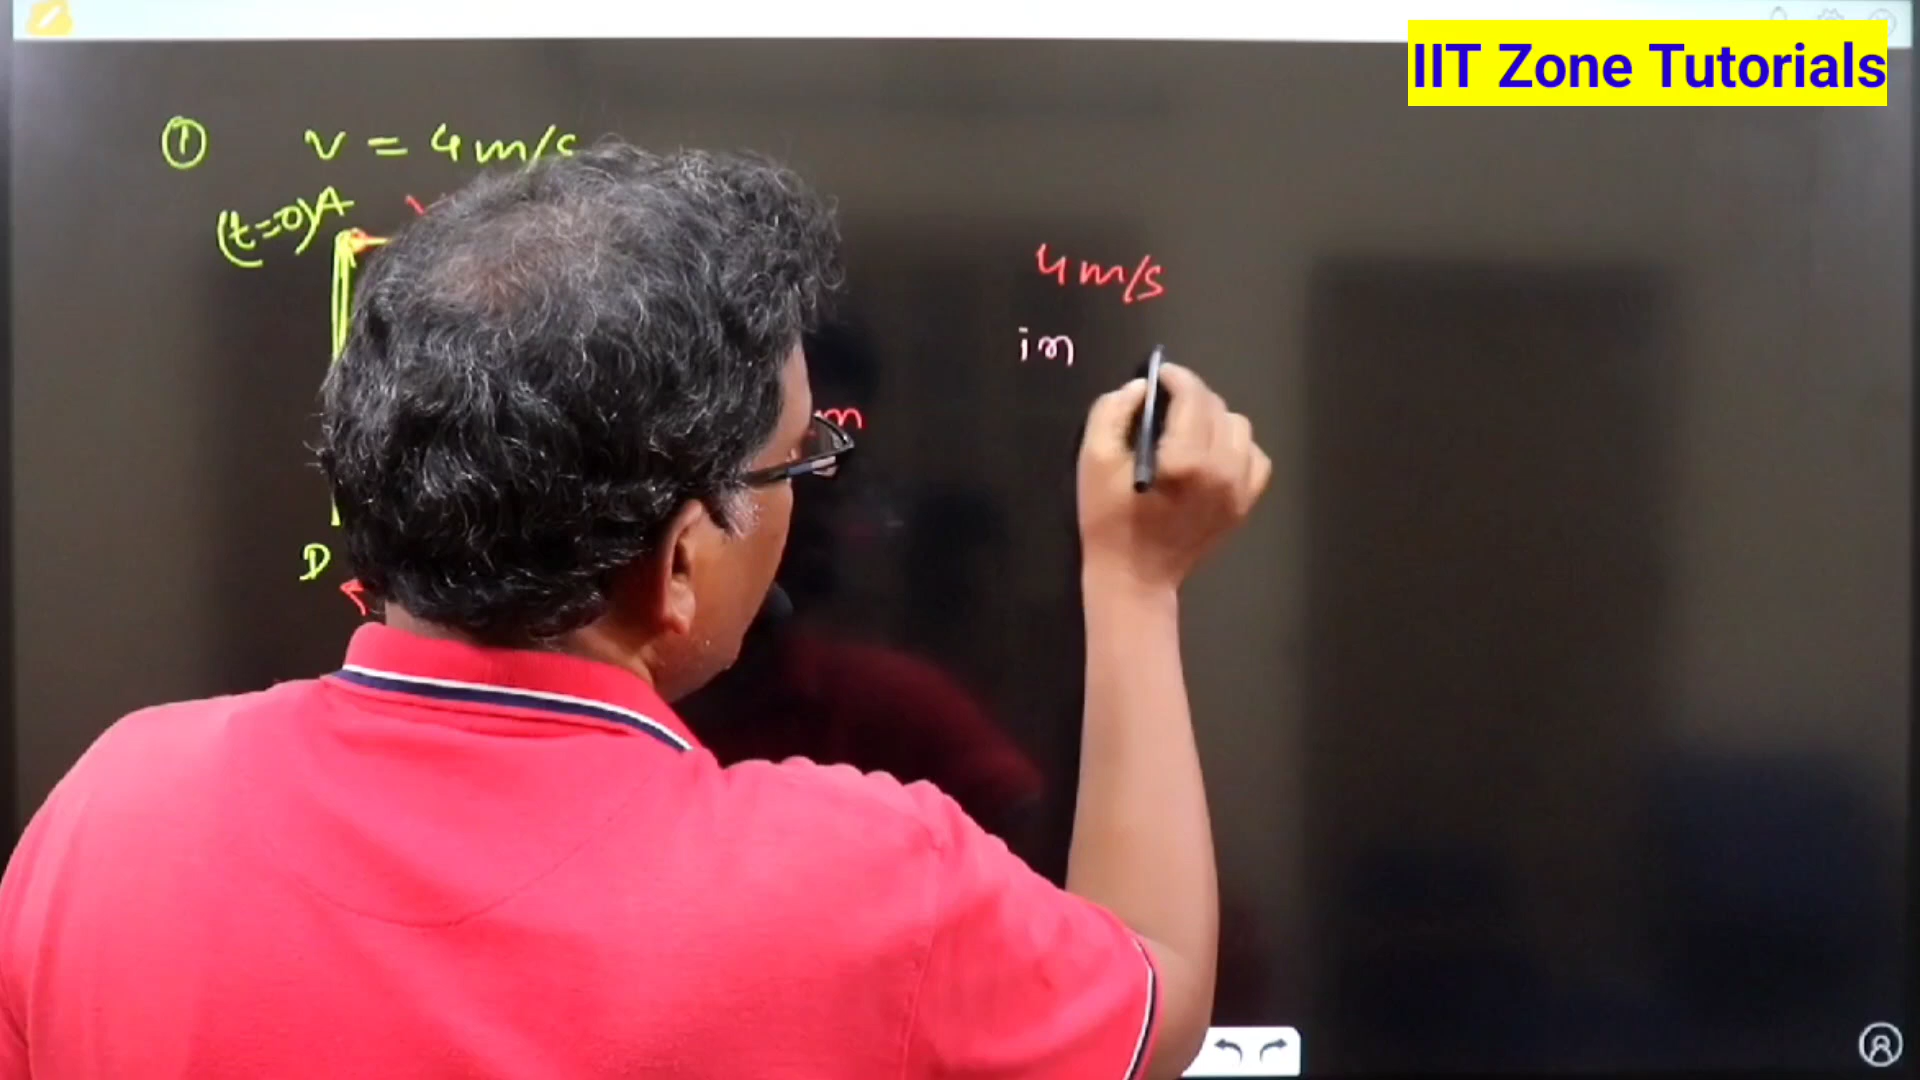 IIT Zone Tutorials
① v = 4 m/s
(t=0) A
4 m/s
in
m
D